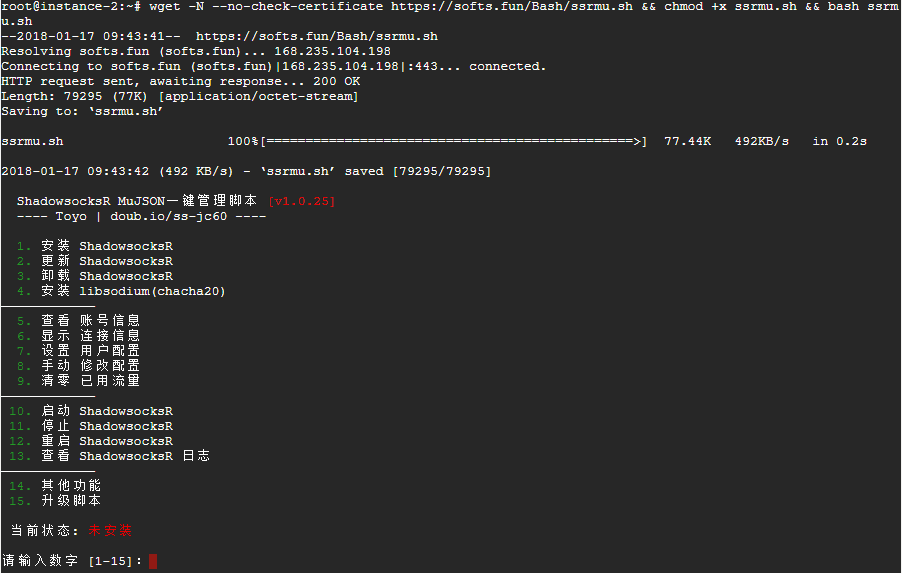 root@instance-2:~# wget -N --no-check-certificate https://softs.fun/Bash/ssrmu.sh && chmod +x ssrmu.sh && bash ssrm
u.sh
--2018-01-17 09:43:41--  https://softs.fun/Bash/ssrmu.sh
Resolving softs.fun (softs.fun)... 168.235.104.198
Connecting to softs.fun (softs.fun)|168.235.104.198|:443... connected.
HTTP request sent, awaiting response... 200 OK
Length: 79295 (77K) [application/octet-stream]
Saving to: ‘ssrmu.sh’
ssrmu.sh 100%[===============================================>] 77.44K 492KB/s in 0.2s
2018-01-17 09:43:42 (492 KB/s) - ‘ssrmu.sh’ saved [79295/79295]
ShadowsocksR MuJSON一键管理脚本 [v1.0.25]
---- Toyo | doub.io/ss-jc60 ----
1. 安装 ShadowsocksR
2. 更新 ShadowsocksR
3. 卸载 ShadowsocksR
4. 安装 libsodium(chacha20)
5. 查看 账号信息
6. 显示 连接信息
7. 设置 用户配置
8. 手动 修改配置
9. 清零 已用流量
10. 启动 ShadowsocksR
11. 停止 ShadowsocksR
12. 重启 ShadowsocksR
13. 查看 ShadowsocksR 日志
14. 其他功能
15. 升级脚本
当前状态: 未安装
请输入数字 [1-15]: